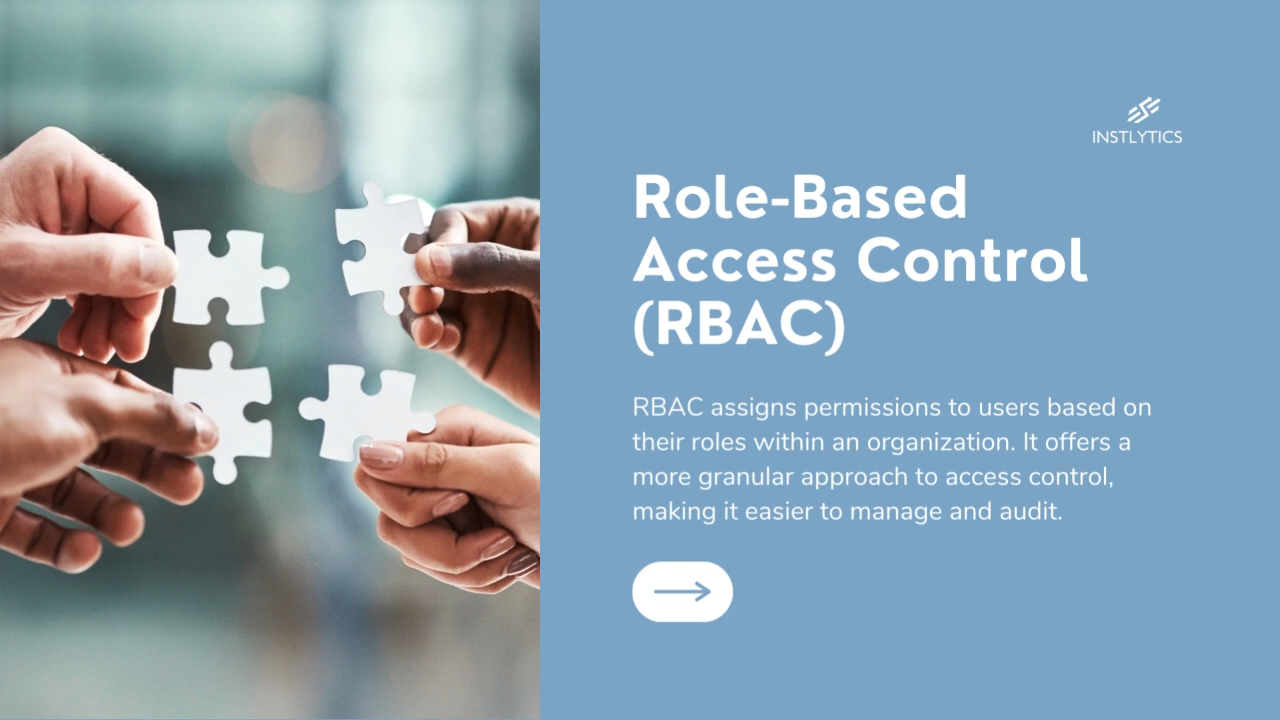 INSTLYTICS
Role-Based
Access Control
(RBAC)
RBAC assigns permissions to users based on
their roles within an organization. It offers a
more granular approach to access control,
making it easier to manage and audit.